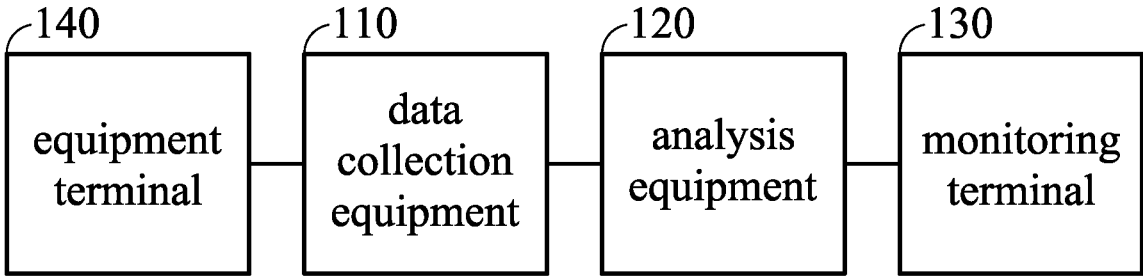 140
110
120
130
equipment
terminal
data
collection
equipment
analysis
equipment
monitoring
terminal